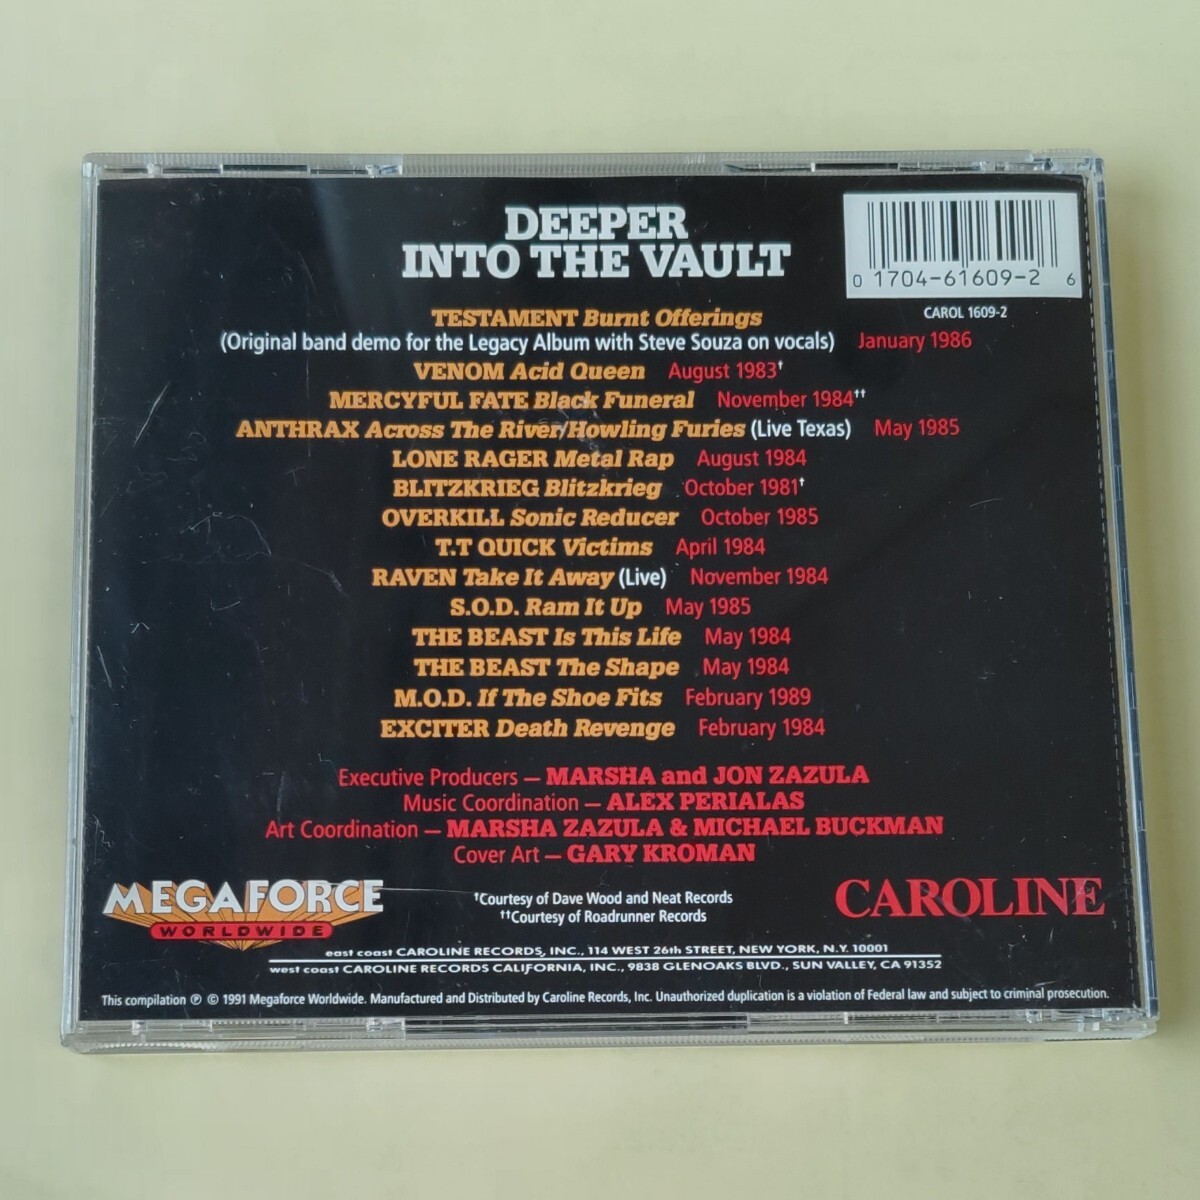 DEEPER
INTO THE VAULT
0 1704-61609-2 6
CAROL 1609-2
TESTAMENT Burnt Offerings
(Original band demo for the Legacy Album with Steve Souza on vocals) January 1986
VENOM Acid Queen August 1983†
MERCYFUL FATE Black Funeral November 1984††
ANTHRAX Across The River/Howling Furies (Live Texas) May 1985
LONE RAGER Metal Rap August 1984
BLITZKRIEG Blitzkrieg October 1981†
OVERKILL Sonic Reducer October 1985
T.T QUICK Victims April 1984
RAVEN Take It Away (Live) November 1984
S.O.D. Ram It Up May 1985
THE BEAST Is This Life May 1984
THE BEAST The Shape May 1984
M.O.D. If The Shoe Fits February 1989
EXCITER Death Revenge February 1984
Executive Producers — MARSHA and JON ZAZULA
Music Coordination — ALEX PERIALAS
Art Coordination — MARSHA ZAZULA & MICHAEL BUCKMAN
Cover Art — GARY KROMAN
MEGAFORCE
WORLDWIDE
†Courtesy of Dave Wood and Neat Records
††Courtesy of Roadrunner Records
CAROLINE
east coast CAROLINE RECORDS, INC., 114 WEST 26th STREET, NEW YORK, N.Y. 10001
west coast CAROLINE RECORDS CALIFORNIA, INC., 9838 GLENOAKS BLVD., SUN VALLEY, CA 91352
This compilation ℗ © 1991 Megaforce Worldwide. Manufactured and Distributed by Caroline Records, Inc. Unauthorized duplication is a violation of Federal law and subject to criminal prosecution.